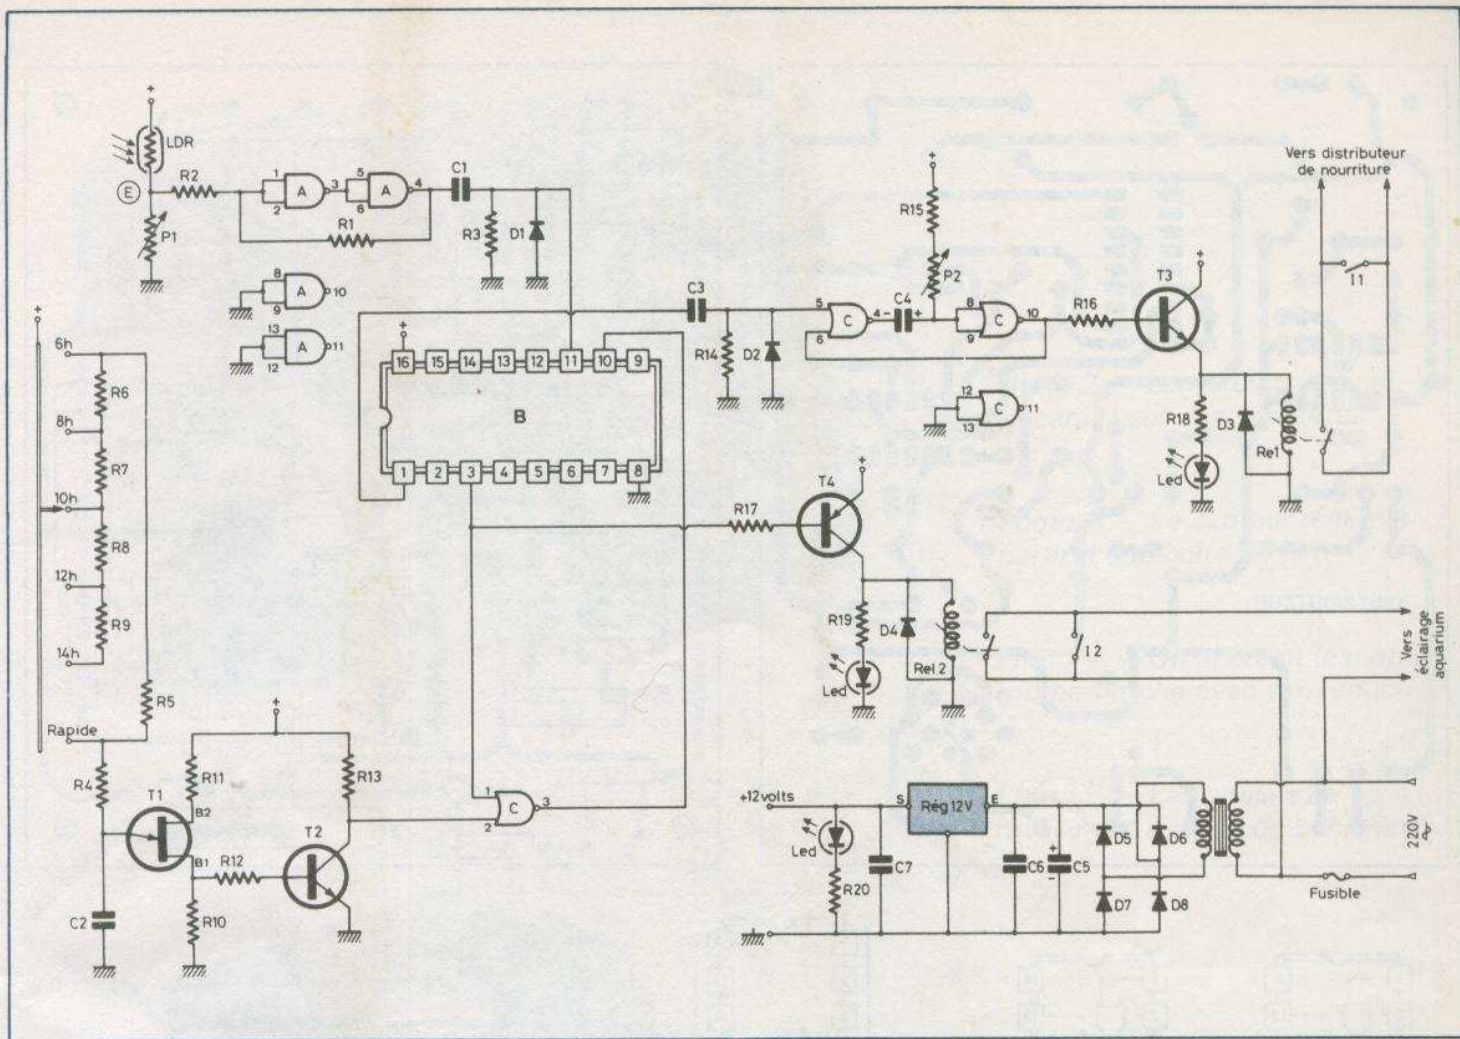 +
LDR
E
R2
P1
1
2
A
3
5
6
A
4
R1
C1
R3
D1
8
9
A
10
13
12
A
11
+
6h
R6
8h
R7
10h
R8
12h
R9
14h
R5
Rapide
R4
T1
B2
B1
C2
R11
R12
R10
+
T2
R13
+
16 15 14 13 12 11 10 9
B
1 2 3 4 5 6 7 8
1
2
C
3
C3
R14
D2
5
6
C
4
-
C4
+
+
R15
P2
8
9
C
10
R16
12
13
C
11
T3
+
R18
Led
D3
Rel1
Vers distributeur
de nourriture
I1
R17
T4
+
R19
Led
D4
Rel2
I2
Vers
éclairage
aquarium
+12volts
Led
R20
C7
S
Rég 12V
E
C6
+
C5
-
D5
D6
D7
D8
220V
Fusible
-